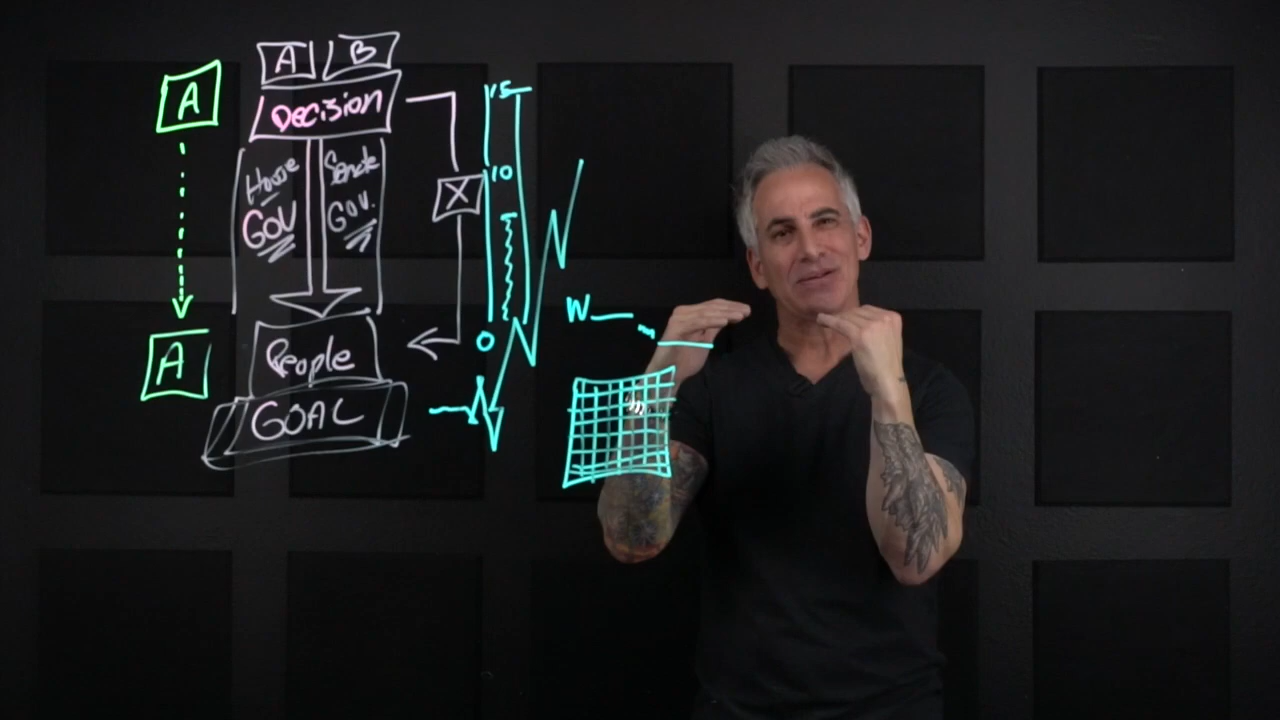 A B
A
Decision
15
House
GOV
Senate
GOV.
X
10
W
0
People
A
GOAL